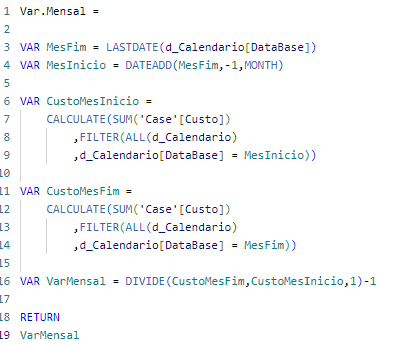 1 Var.Mensal =
2
3 VAR MesFim = LASTDATE(d_Calendario[DataBase])
4 VAR MesInicio = DATEADD(MesFim,-1,MONTH)
5
6 VAR CustoMesInicio =
7 CALCULATE(SUM('Case'[Custo])
8 ,FILTER(ALL(d_Calendario)
9 ,d_Calendario[DataBase] = MesInicio))
10
11 VAR CustoMesFim =
12 CALCULATE(SUM('Case'[Custo])
13 ,FILTER(ALL(d_Calendario)
14 ,d_Calendario[DataBase] = MesFim))
15
16 VAR VarMensal = DIVIDE(CustoMesFim,CustoMesInicio,1)-1
17
18 RETURN
19 VarMensal